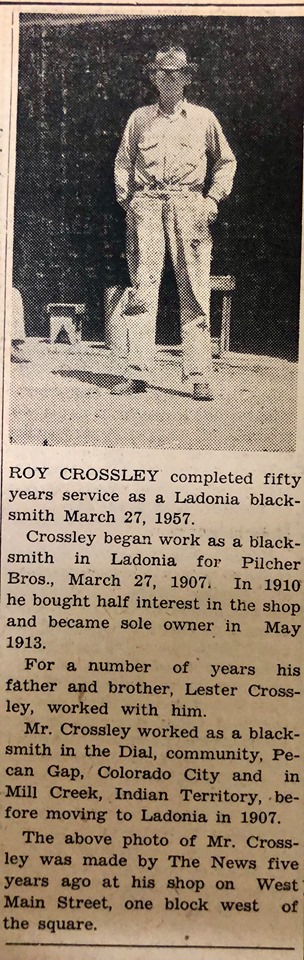 ROY CROSSLEY completed fifty
years service as a Ladonia black-
smith March 27, 1957.
Crossley began work as a black-
smith in Ladonia for Pilcher
Bros., March 27, 1907. In 1910
he bought half interest in the shop
and became sole owner in May
1913.
For a number of years his
father and brother, Lester Cross-
ley, worked with him.
Mr. Crossley worked as a black-
smith in the Dial, community, Pe-
can Gap, Colorado City and in
Mill Creek, Indian Territory, be-
fore moving to Ladonia in 1907.
The above photo of Mr. Cross-
ley was made by The News five
years ago at his shop on West
Main Street, one block west of
the square.